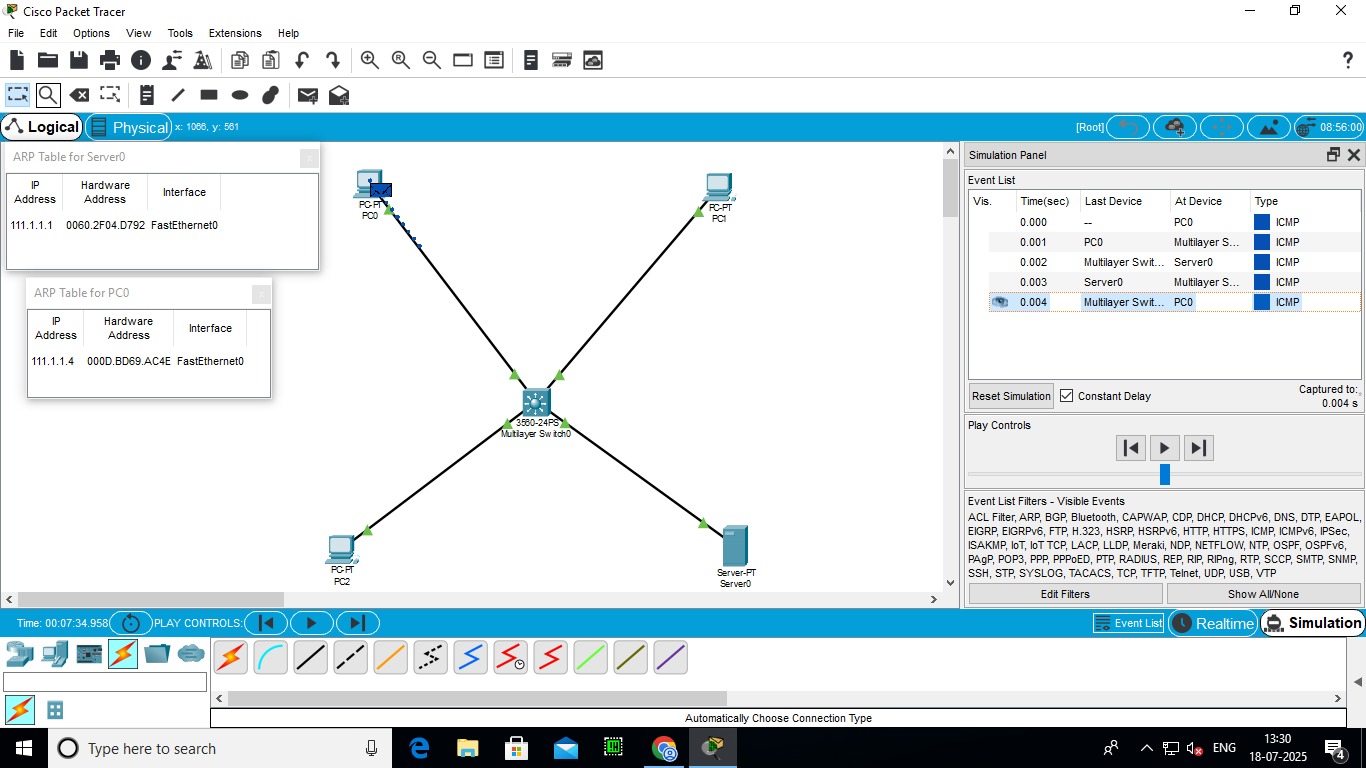 Cisco Packet Tracer
File Edit Options View Tools Extensions Help
Logical Physical x: 1066, y: 561 [Root] 08:56:00
ARP Table for Server0
IP Address Hardware Address Interface
111.1.1.1 0060.2F04.D792 FastEthernet0
ARP Table for PC0
IP Address Hardware Address Interface
111.1.1.4 000D.BD69.AC4E FastEthernet0
PC-PT
PC0
PC-PT
PC1
3560-24PS
Multilayer Switch0
PC-PT
PC2
Server-PT
Server0
Simulation Panel
Event List
Vis. Time(sec) Last Device At Device Type
0.000 -- PC0 ICMP
0.001 PC0 Multilayer S... ICMP
0.002 Multilayer Swit... Server0 ICMP
0.003 Server0 Multilayer S... ICMP
0.004 Multilayer Swit... PC0 ICMP
Reset Simulation Constant Delay Captured to:
0.004 s
Play Controls
Event List Filters - Visible Events
ACL Filter, ARP, BGP, Bluetooth, CAPWAP, CDP, DHCP, DHCPv6, DNS, DTP, EAPOL,
EIGRP, EIGRPv6, FTP, H.323, HSRP, HSRPv6, HTTP, HTTPS, ICMP, ICMPv6, IPSec,
ISAKMP, IoT, IoT TCP, LACP, LLDP, Meraki, NDP, NETFLOW, NTP, OSPF, OSPFv6,
PAgP, POP3, PPP, PPPoED, PTP, RADIUS, REP, RIP, RIPng, RTP, SCCP, SMTP, SNMP,
SSH, STP, SYSLOG, TACACS, TCP, TFTP, Telnet, UDP, USB, VTP
Edit Filters Show All/None
Time: 00:07:34.958 PLAY CONTROLS: Event List Realtime Simulation
Automatically Choose Connection Type
Type here to search
ENG
13:30
18-07-2025
4